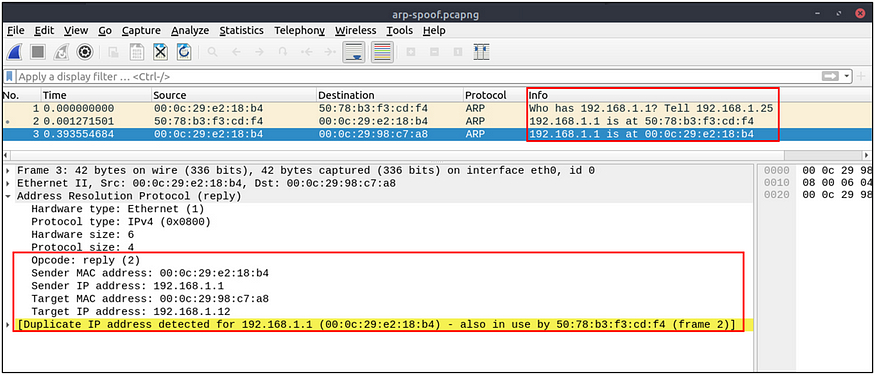 arp-spoof.pcapng
File Edit View Go Capture Analyze Statistics Telephony Wireless Tools Help
Apply a display filter … <Ctrl-/>
No. Time Source Destination Protocol Info
1 0.000000000 00:0c:29:e2:18:b4 50:78:b3:f3:cd:f4 ARP Who has 192.168.1.1? Tell 192.168.1.25
2 0.001271501 50:78:b3:f3:cd:f4 00:0c:29:e2:18:b4 ARP 192.168.1.1 is at 50:78:b3:f3:cd:f4
3 0.393554684 00:0c:29:e2:18:b4 00:0c:29:98:c7:a8 ARP 192.168.1.1 is at 00:0c:29:e2:18:b4
Frame 3: 42 bytes on wire (336 bits), 42 bytes captured (336 bits) on interface eth0, id 0
Ethernet II, Src: 00:0c:29:e2:18:b4, Dst: 00:0c:29:98:c7:a8
Address Resolution Protocol (reply)
Hardware type: Ethernet (1)
Protocol type: IPv4 (0x0800)
Hardware size: 6
Protocol size: 4
Opcode: reply (2)
Sender MAC address: 00:0c:29:e2:18:b4
Sender IP address: 192.168.1.1
Target MAC address: 00:0c:29:98:c7:a8
Target IP address: 192.168.1.12
[Duplicate IP address detected for 192.168.1.1 (00:0c:29:e2:18:b4) - also in use by 50:78:b3:f3:cd:f4 (frame 2)]
0000 00 0c 29 98
0010 08 00 06 04
0020 00 0c 29 98